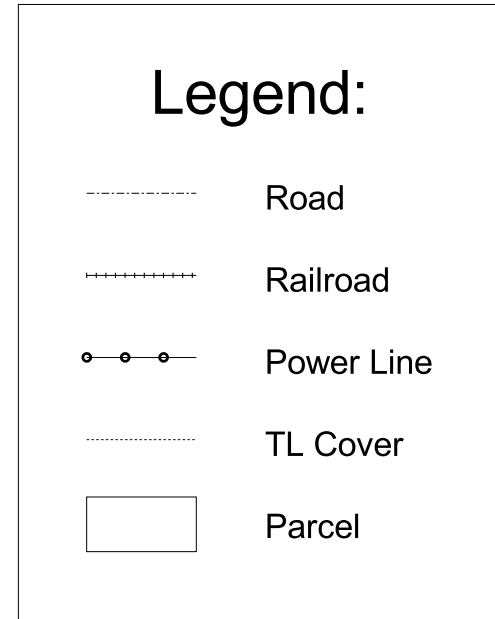 Legend:
Road
Railroad
Power Line
TL Cover
Parcel